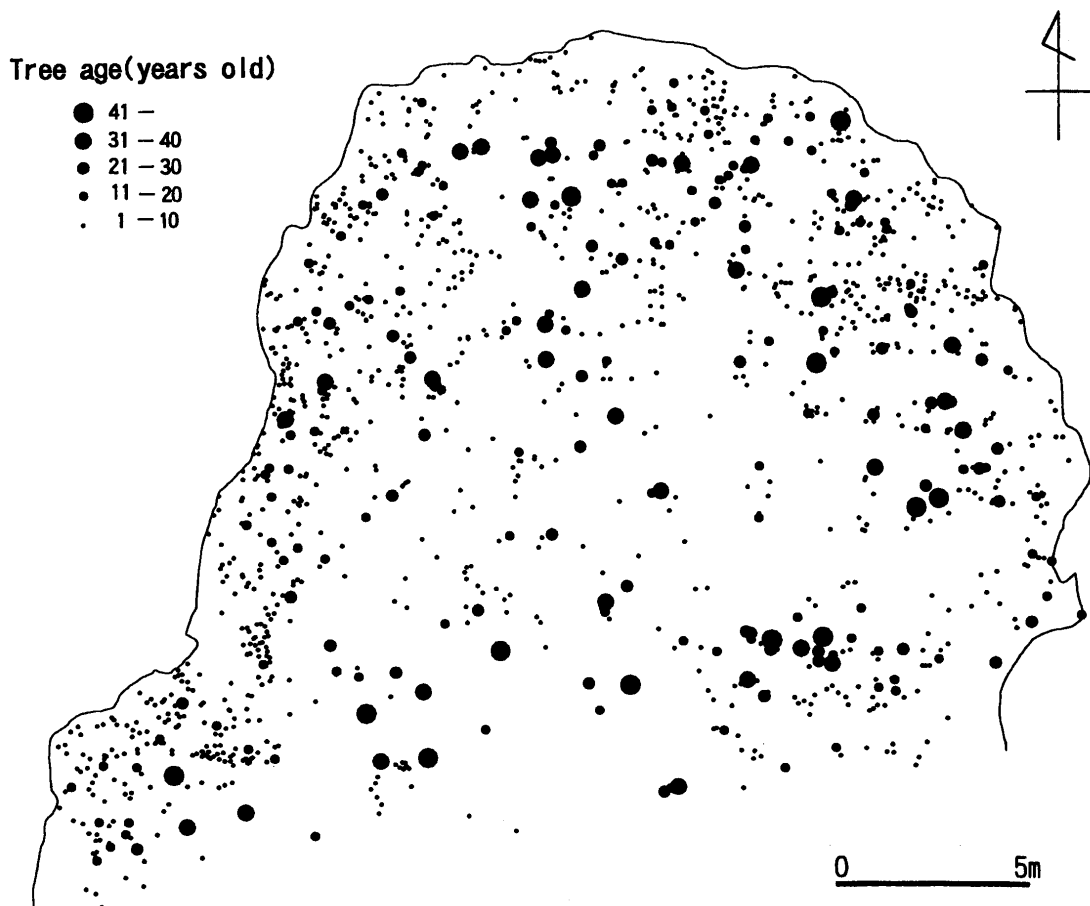 Tree age(years old)
41 —
31 — 40
21 — 30
11 — 20
1 — 10
0 5m